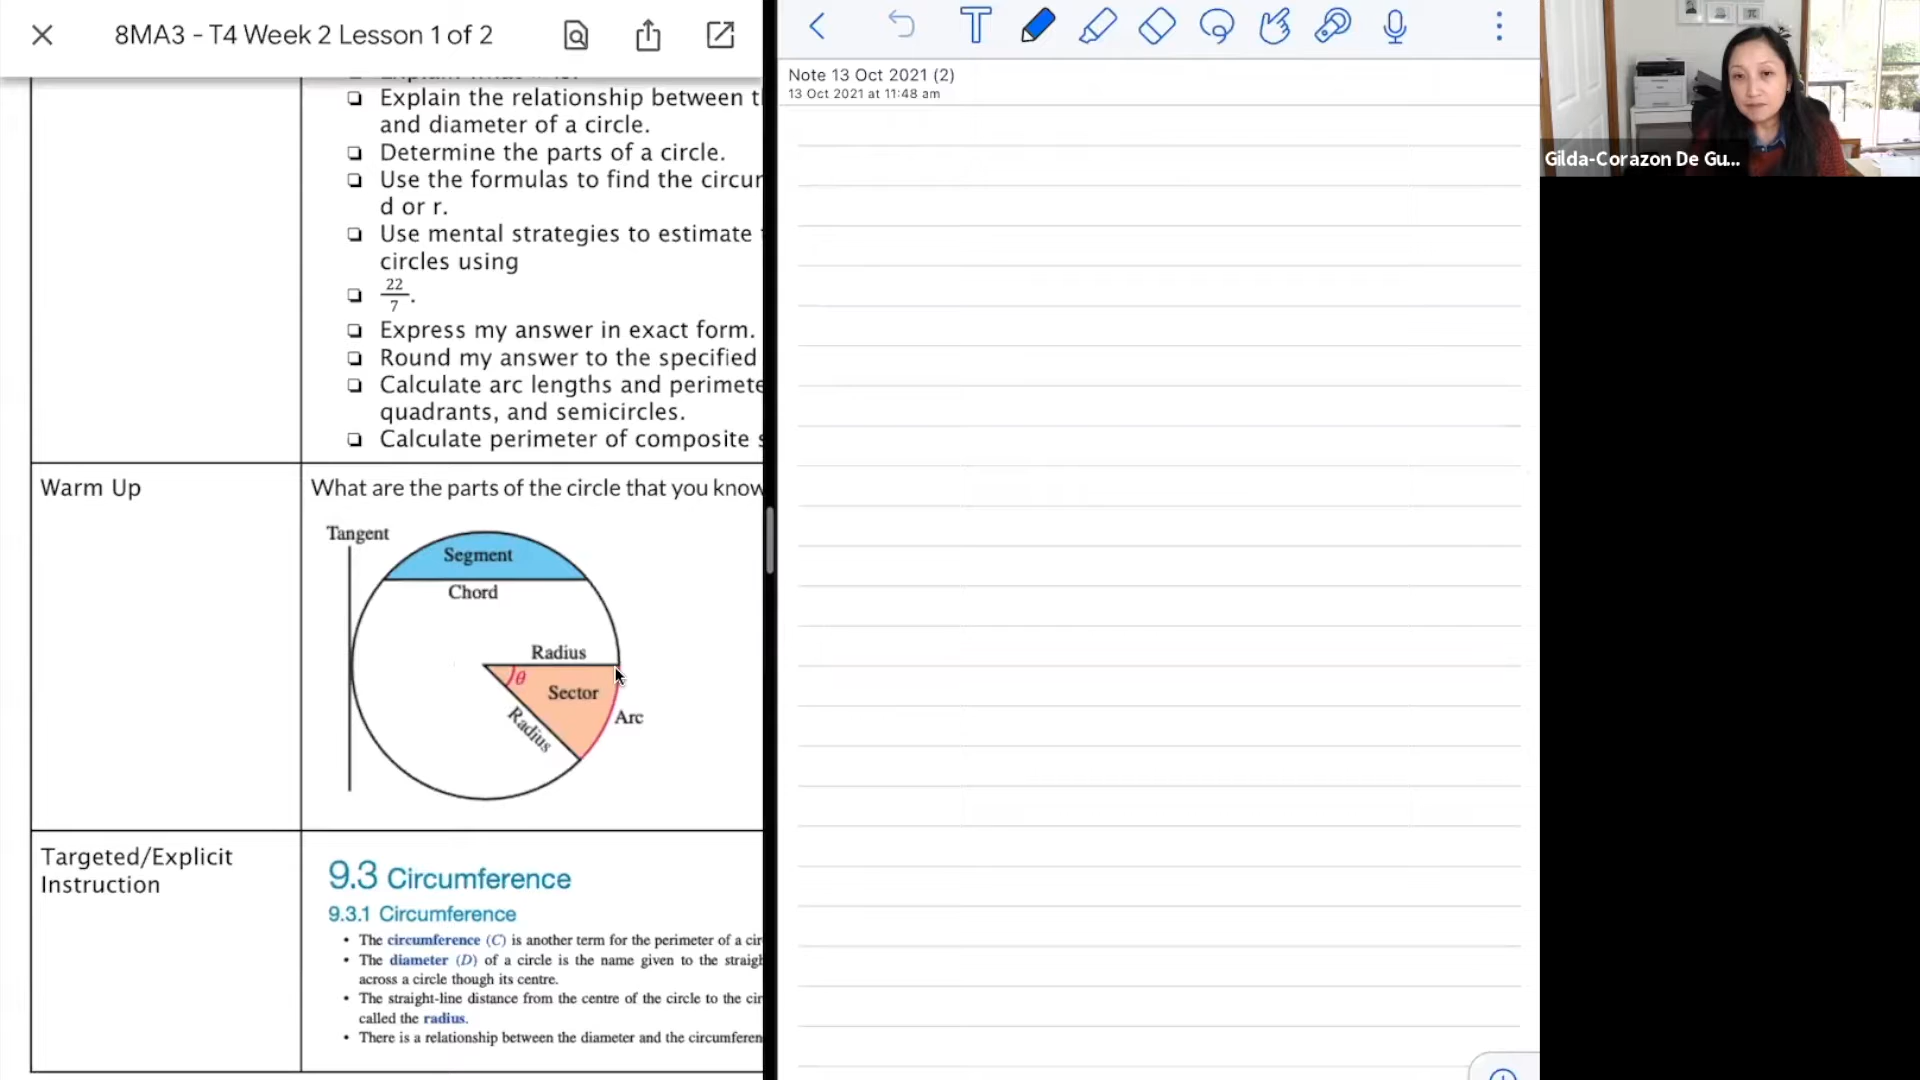 8MA3 - T4 Week 2 Lesson 1 of 2
Note 13 Oct 2021 (2)
13 Oct 2021 at 11:48 am
Gilda-Corazon De Gu...
Explain the relationship between
and diameter of a circle.
Determine the parts of a circle.
Use the formulas to find the
d or r.
Use mental strategies to estimate
circles using
22
7.
Express my answer in exact form.
Round my answer to the specified
Calculate arc lengths and
quadrants, and semicircles.
Calculate perimeter of composite
Warm Up
What are the parts of the circle that you know
Tangent
Segment
Chord
Radius
θ
Sector
Radius
Arc
Targeted/Explicit
Instruction
9.3 Circumference
9.3.1 Circumference
• The circumference (C) is another term for the perimeter of a
• The diameter (D) of a circle is the name given to the
across a circle though its centre.
• The straight-line distance from the centre of the circle to the
called the radius.
• There is a relationship between the diameter and the